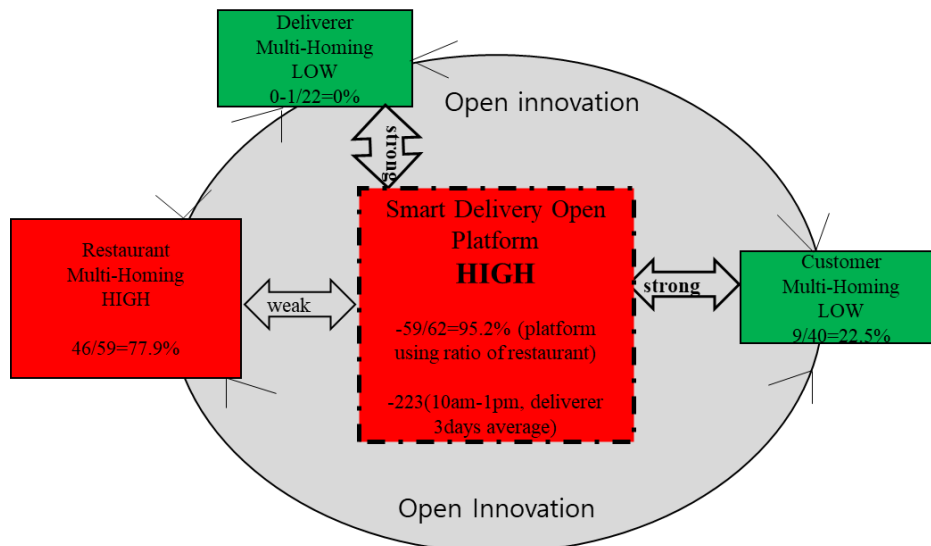 Deliverer
Multi-Homing
LOW
0-1/22=0%
Open innovation
strong
Smart Delivery Open
Platform
HIGH
-59/62=95.2% (platform
using ratio of restaurant)
-223(10am-1pm, deliverer
3days average)
Restaurant
Multi-Homing
HIGH
46/59=77.9%
weak
strong
Customer
Multi-Homing
LOW
9/40=22.5%
Open Innovation